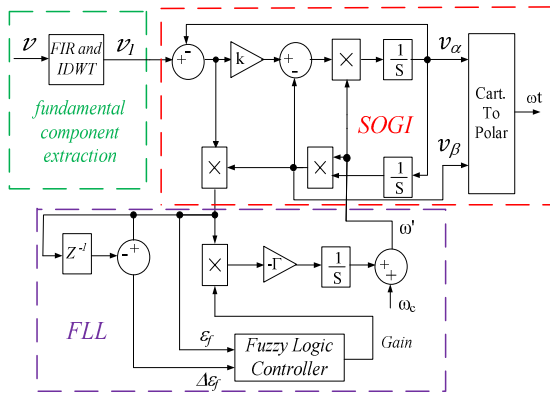 v
FIR and
IDWT
v1
fundamental
component
extraction
-
k
-
×
1
S
vα
Cart.
To
Polar
ωt
SOGI
×
×
1
S
vβ
Z-1
-
+
×
-Γ
1
S
ω'
+
+
ωc
FLL
εf
Δεf
Fuzzy Logic
Controller
Gain